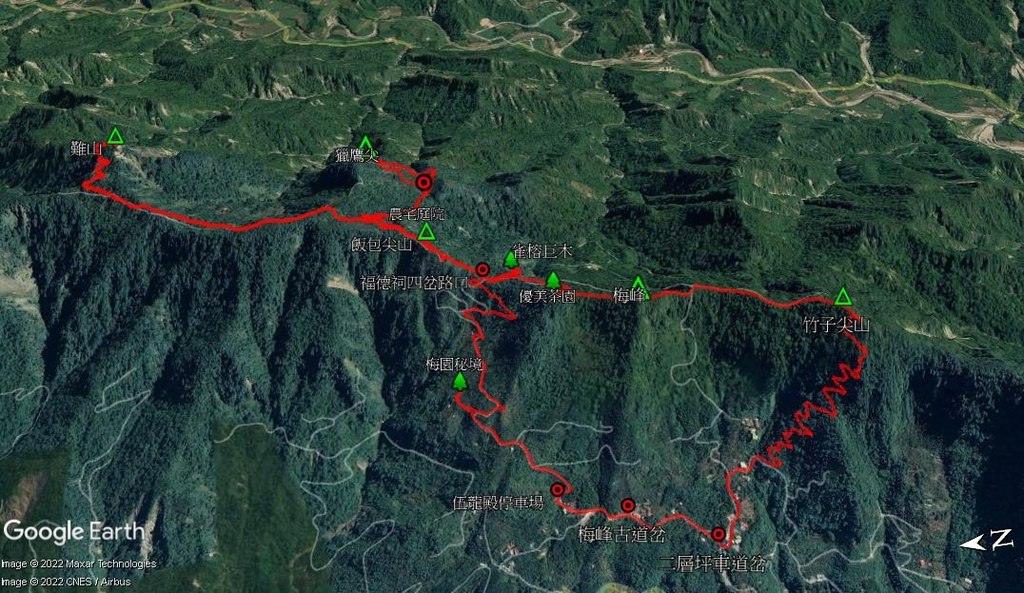 難山
獵鷹尖
農宅庭院
飯包尖山
雀榕巨木
福德祠四岔路口
優美茶園
梅峰
竹子尖山
梅園秘境
伍龍殿停車場
梅峰古道岔
二層坪車道岔
Google Earth
Image © 2022 Maxar Technologies
Image © 2022 CNES / Airbus
N